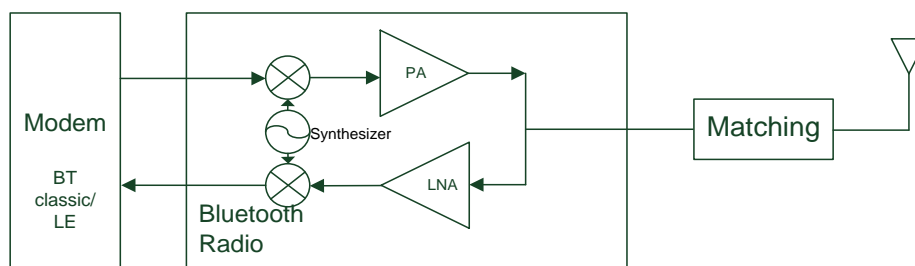 Modem
BT
classic/
LE
PA
Synthesizer
LNA
Bluetooth
Radio
Matching